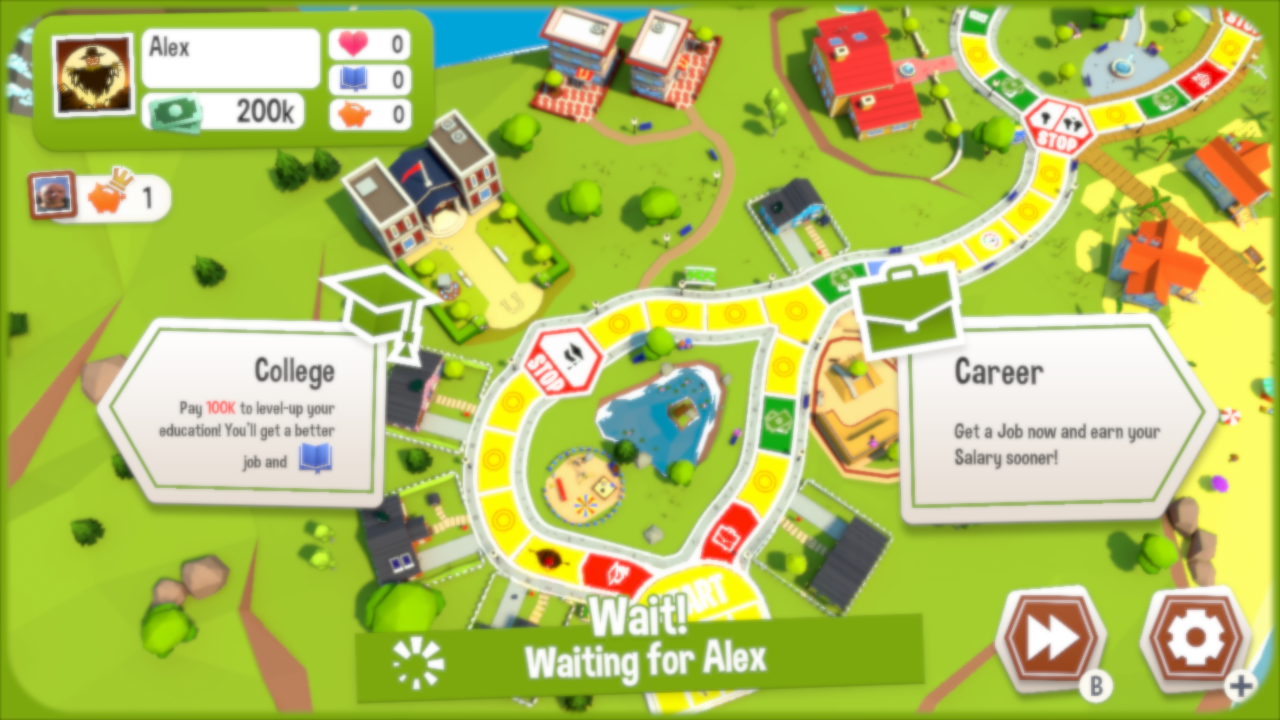 Alex
0
200k
0
0
1
STOP
STOP
STOP
College
Pay 100K to level-up your
education! You'll get a better
job and
Career
Get a Job now and earn your
Salary sooner!
START
Wait!
Waiting for Alex
B
+